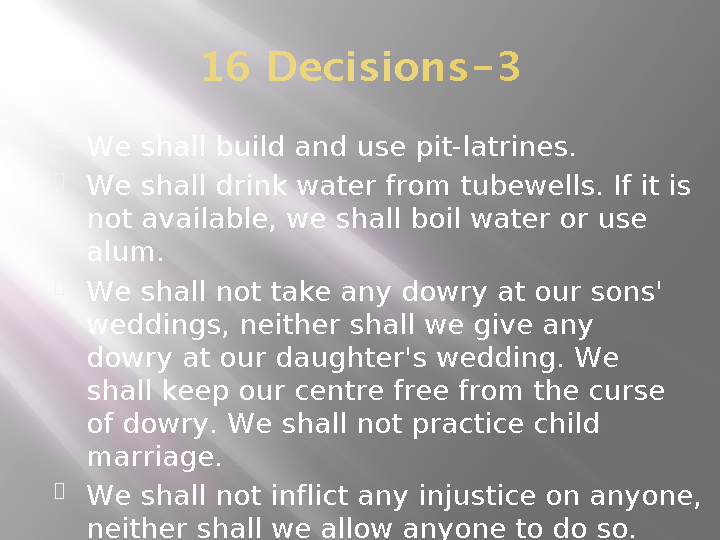 16 Decisions-3
We shall build and use pit-latrines.
We shall drink water from tubewells. If it is
not available, we shall boil water or use
alum.
We shall not take any dowry at our sons'
weddings, neither shall we give any
dowry at our daughter's wedding. We
shall keep our centre free from the curse
of dowry. We shall not practice child
marriage.
We shall not inflict any injustice on anyone,
neither shall we allow anyone to do so.